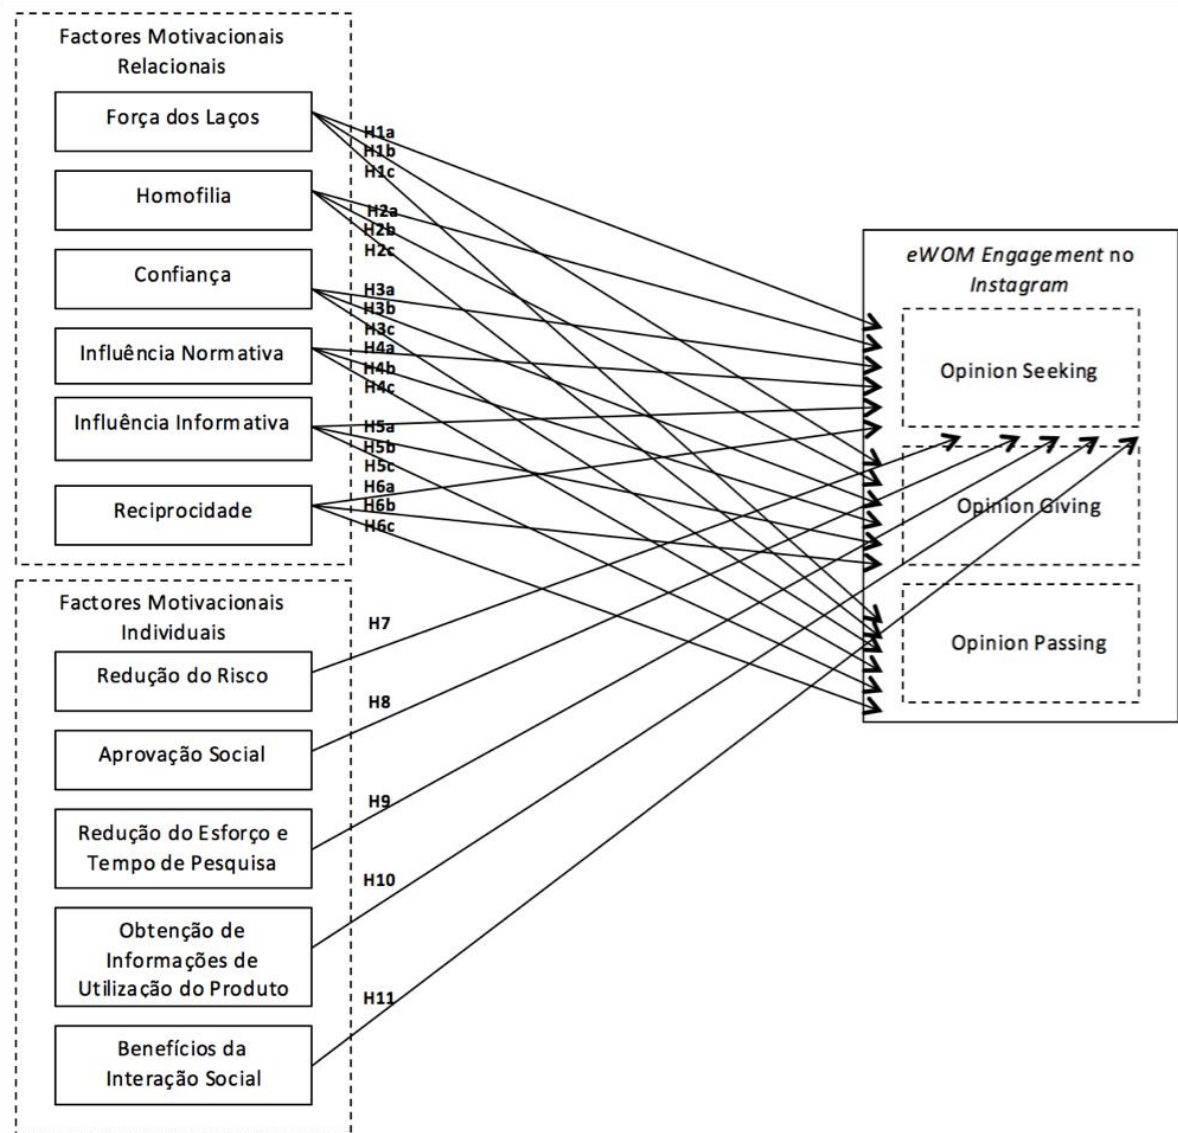 Factores Motivacionais
Relacionais
Força dos Laços
Homofilia
Confiança
Influência Normativa
Influência Informativa
Reciprocidade
H1a
H1b
H1c
H2a
H2b
H2c
H3a
H3b
H3c
H4a
H4b
H4c
H5a
H5b
H5c
H6a
H6b
H6c
Factores Motivacionais
Individuais
Redução do Risco
Aprovação Social
Redução do Esforço e
Tempo de Pesquisa
Obtenção de
Informações de
Utilização do Produto
Benefícios da
Interação Social
H7
H8
H9
H10
H11
eWOM Engagement no
Instagram
Opinion Seeking
Opinion Giving
Opinion Passing